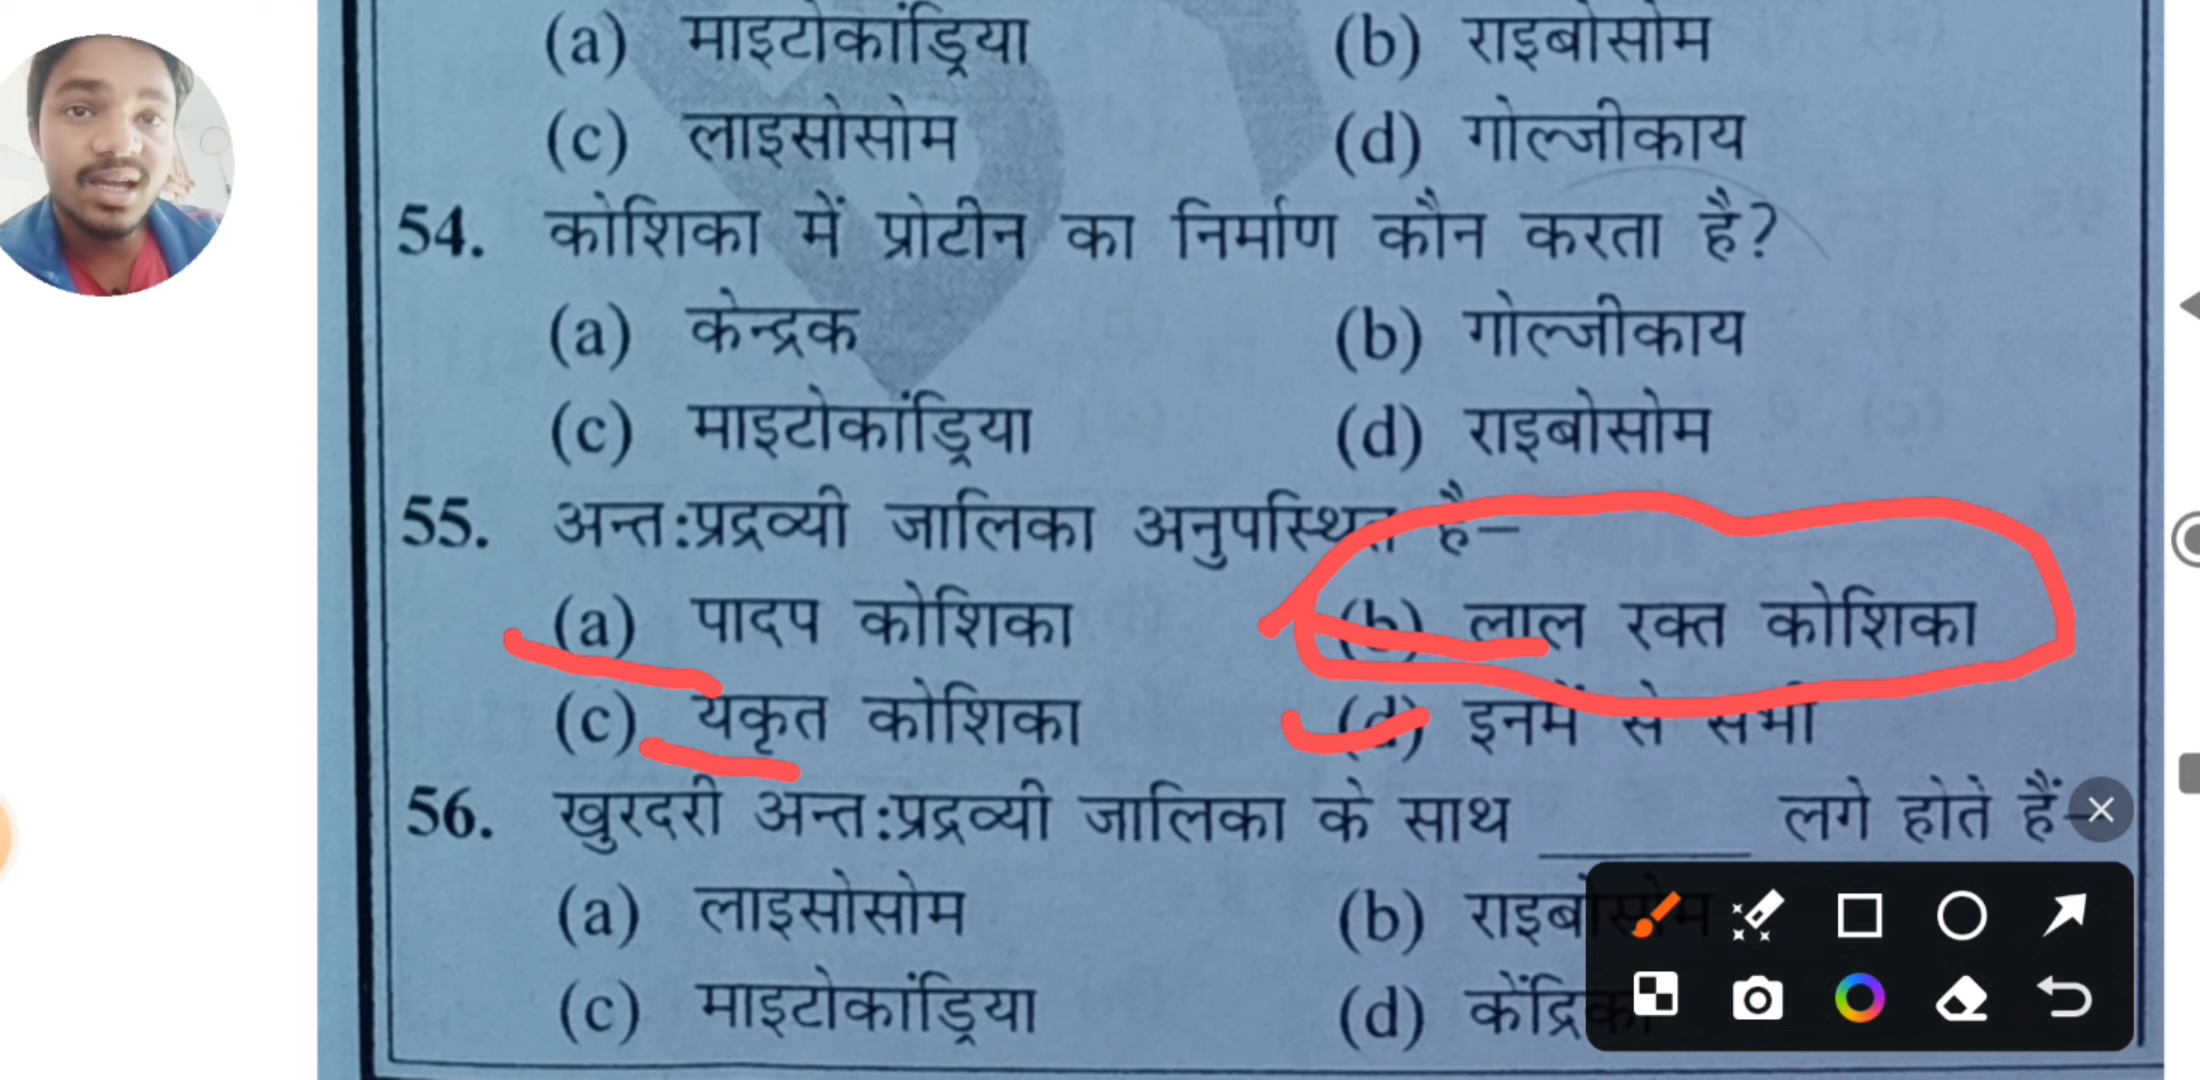 (a) माइटोकांड्रिया (b) राइबोसोम
(c) लाइसोसोम (d) गोल्जीकाय
54. कोशिका में प्रोटीन का निर्माण कौन करता है?
(a) केन्द्रक (b) गोल्जीकाय
(c) माइटोकांड्रिया (d) राइबोसोम
55. अन्त:प्रद्रव्यी जालिका अनुपस्थित है–
(a) पादप कोशिका (b) लाल रक्त कोशिका
(c) यकृत कोशिका (d) इनमें से सभी
56. खुरदरी अन्त:प्रद्रव्यी जालिका के साथ ________ लगे होते हैं–
(a) लाइसोसोम (b) राइबोसोम
(c) माइटोकांड्रिया (d) केंद्रिका